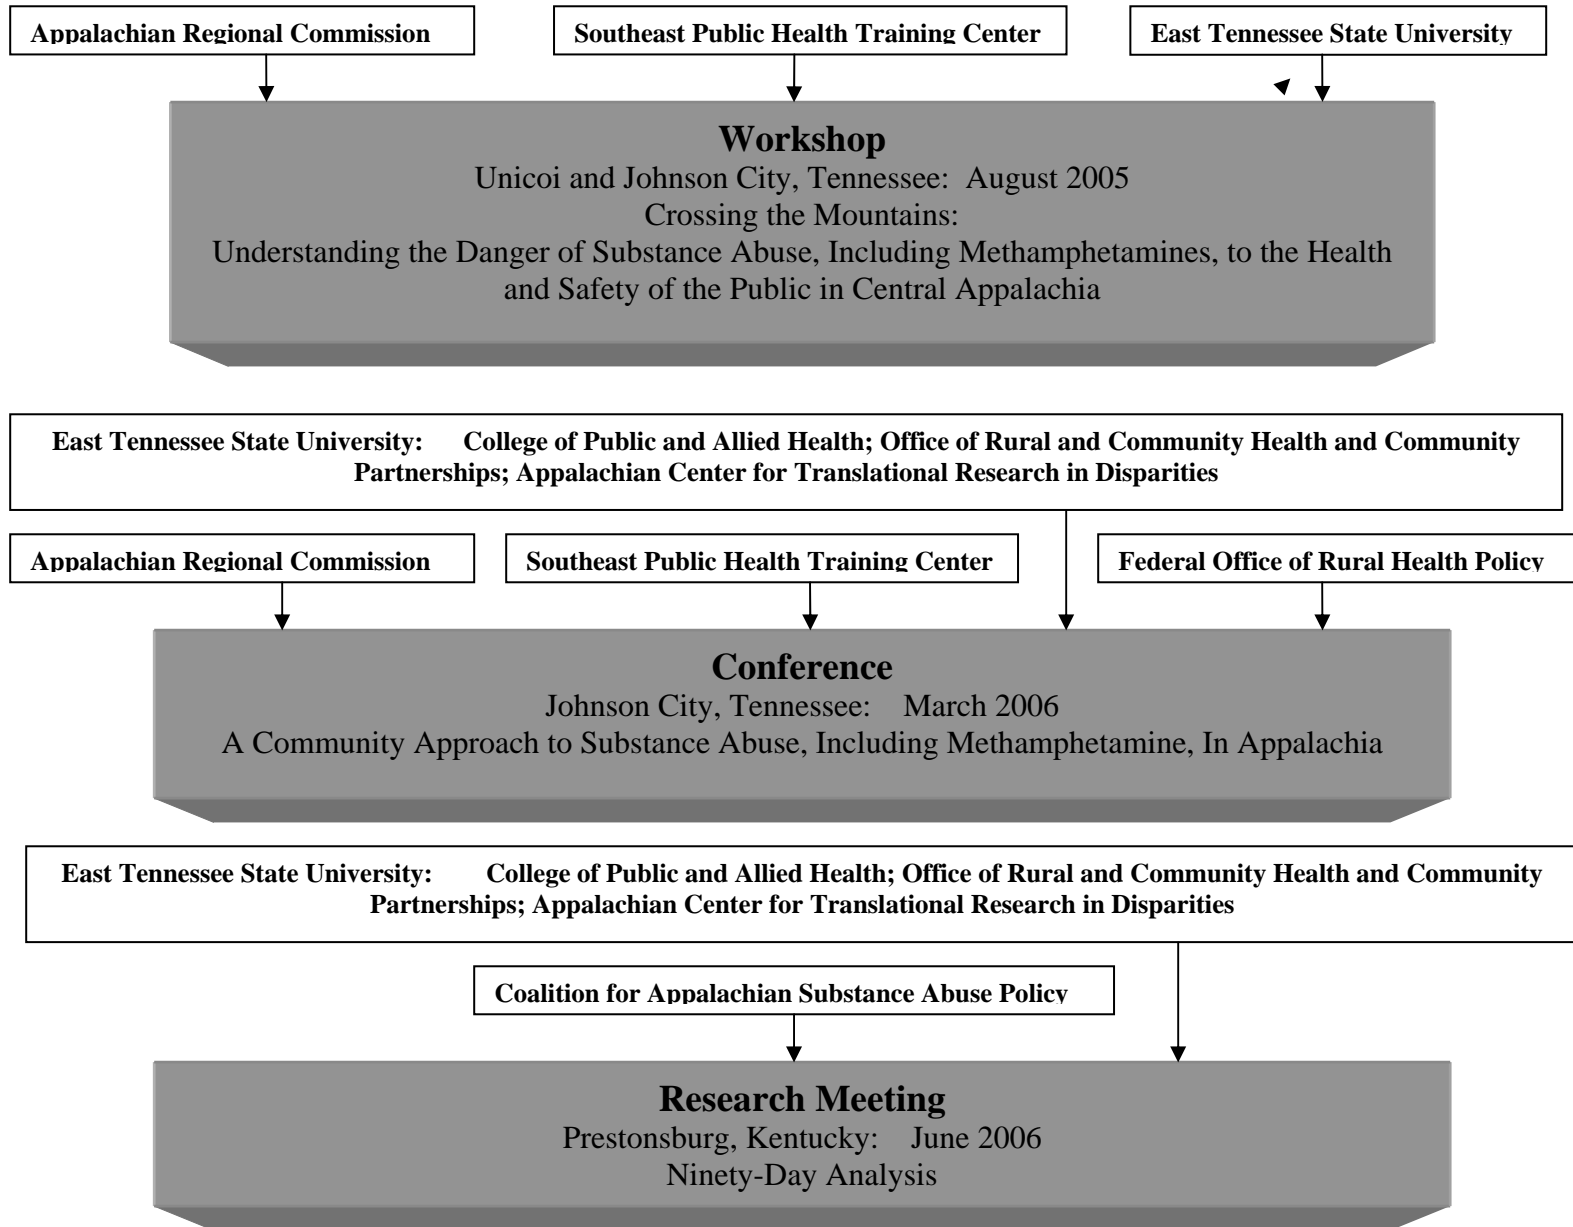 Appalachian Regional Commission
Southeast Public Health Training Center
East Tennessee State University
Workshop
Unicoi and Johnson City, Tennessee: August 2005
Crossing the Mountains:
Understanding the Danger of Substance Abuse, Including Methamphetamines, to the Health
and Safety of the Public in Central Appalachia
East Tennessee State University: College of Public and Allied Health; Office of Rural and Community Health and Community
Partnerships; Appalachian Center for Translational Research in Disparities
Appalachian Regional Commission
Southeast Public Health Training Center
Federal Office of Rural Health Policy
Conference
Johnson City, Tennessee: March 2006
A Community Approach to Substance Abuse, Including Methamphetamine, In Appalachia
East Tennessee State University: College of Public and Allied Health; Office of Rural and Community Health and Community
Partnerships; Appalachian Center for Translational Research in Disparities
Coalition for Appalachian Substance Abuse Policy
Research Meeting
Prestonsburg, Kentucky: June 2006
Ninety-Day Analysis